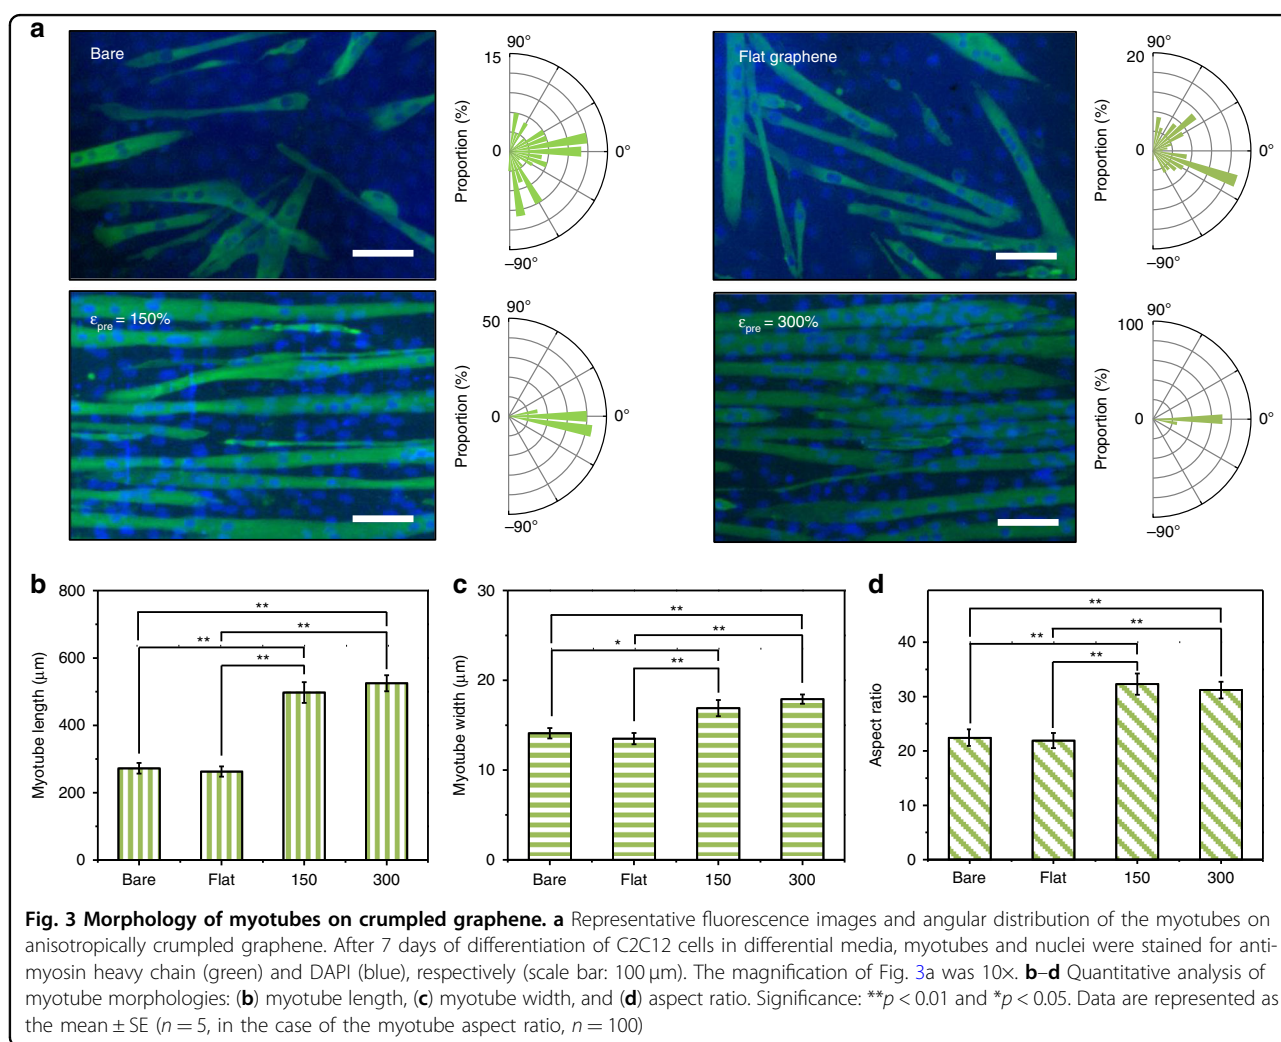 a
Bare
15
90°
Proportion (%)
0
0°
−90°
Flat graphene
20
90°
Proportion (%)
0
0°
−90°
εpre = 150%
50
90°
Proportion (%)
0
0°
−90°
εpre = 300%
100
90°
Proportion (%)
0
0°
−90°
b
800
600
400
200
0
Myotube length (μm)
**
**
**
**
Bare Flat 150 300
c
30
20
10
0
Myotube width (μm)
**
**
*
**
Bare Flat 150 300
d
40
30
20
10
0
Aspect ratio
**
**
**
**
Bare Flat 150 300
Fig. 3 Morphology of myotubes on crumpled graphene. a Representative fluorescence images and angular distribution of the myotubes on
anisotropically crumpled graphene. After 7 days of differentiation of C2C12 cells in differential media, myotubes and nuclei were stained for anti-
myosin heavy chain (green) and DAPI (blue), respectively (scale bar: 100 μm). The magnification of Fig. 3a was 10×. b–d Quantitative analysis of
myotube morphologies: (b) myotube length, (c) myotube width, and (d) aspect ratio. Significance: **p < 0.01 and *p < 0.05. Data are represented as
the mean ± SE (n = 5, in the case of the myotube aspect ratio, n = 100)